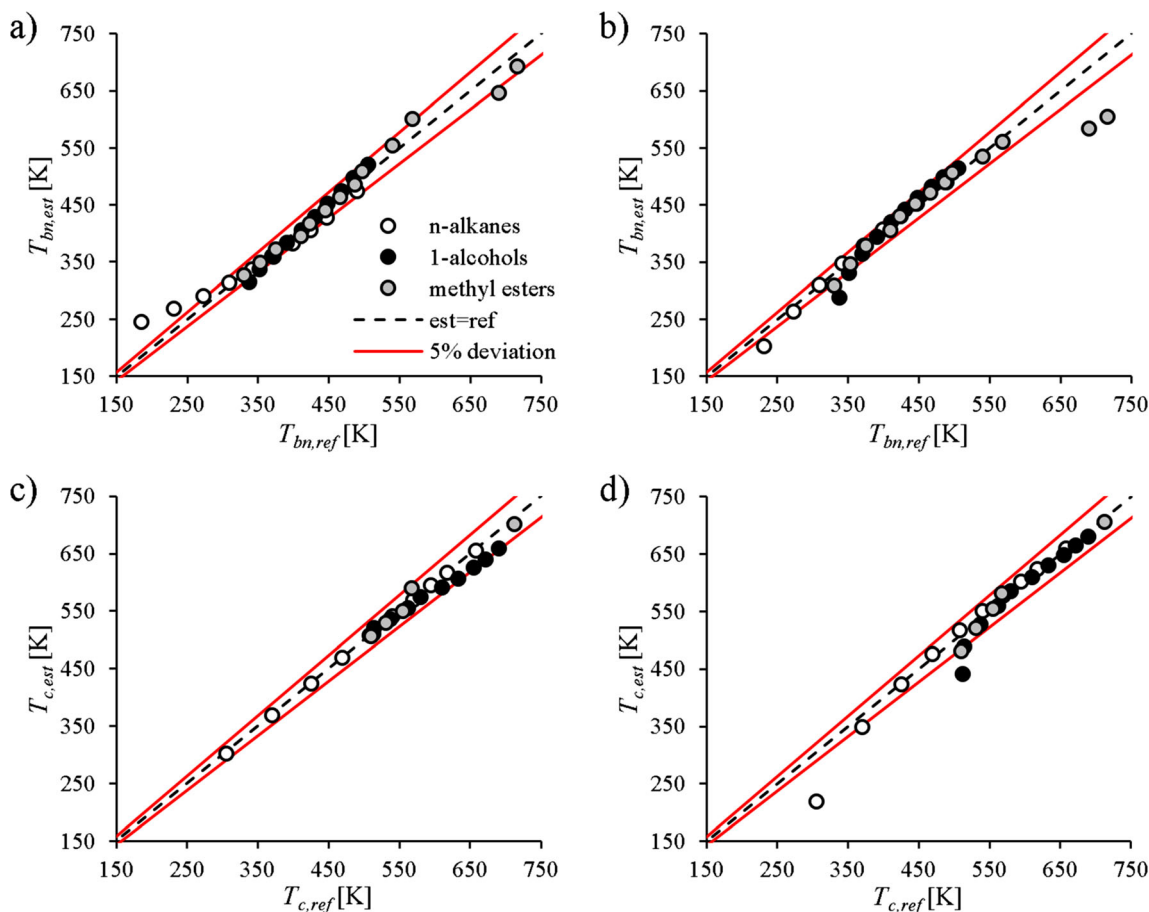 a)
750
650
550
450
350
250
150
T_bn,est [K]
n-alkanes
1-alcohols
methyl esters
est=ref
5% deviation
150 250 350 450 550 650 750
T_bn,ref [K]
b)
750
650
550
450
350
250
150
T_bn,est [K]
150 250 350 450 550 650 750
T_bn,ref [K]
c)
750
650
550
450
350
250
150
T_c,est [K]
150 250 350 450 550 650 750
T_c,ref [K]
d)
750
650
550
450
350
250
150
T_c,est [K]
150 250 350 450 550 650 750
T_c,ref [K]